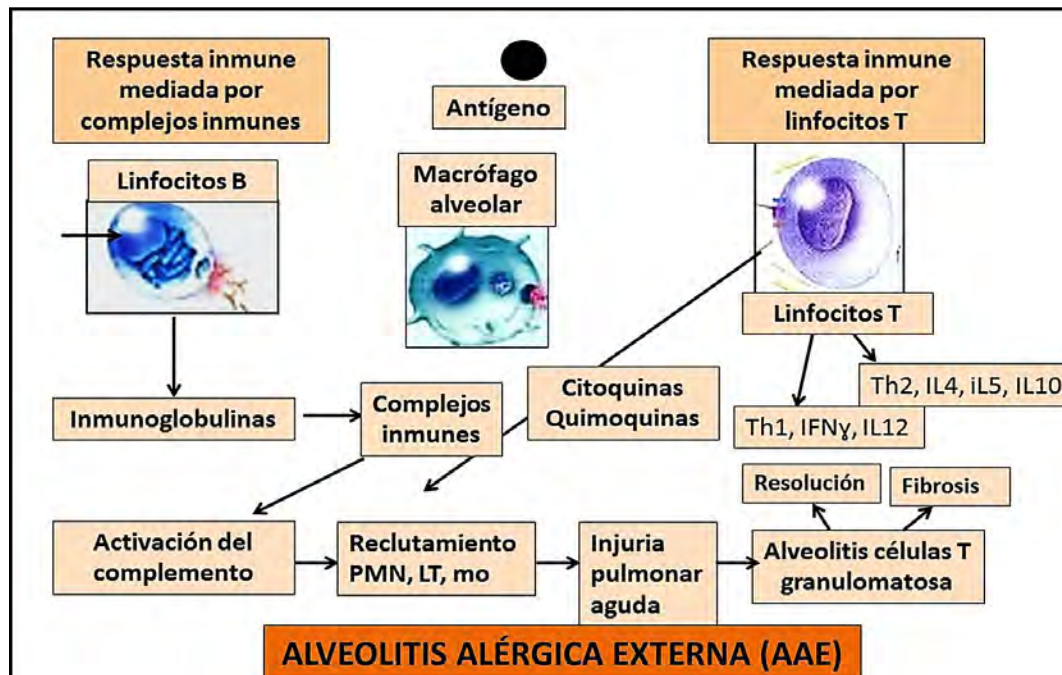 Respuesta inmune
mediada por
complejos inmunes
Antígeno
Respuesta inmune
mediada por
linfocitos T
Linfocitos B
Macrófago
alveolar
Linfocitos T
Inmunoglobulinas
Complejos
inmunes
Citoquinas
Quimoquinas
Th2, IL4, iL5, IL10
Th1, IFNɣ, IL12
Resolución
Fibrosis
Activación del
complemento
Reclutamiento
PMN, LT, mo
Injuria
pulmonar
aguda
Alveolitis células T
granulomatosa
ALVEOLITIS ALÉRGICA EXTERNA (AAE)